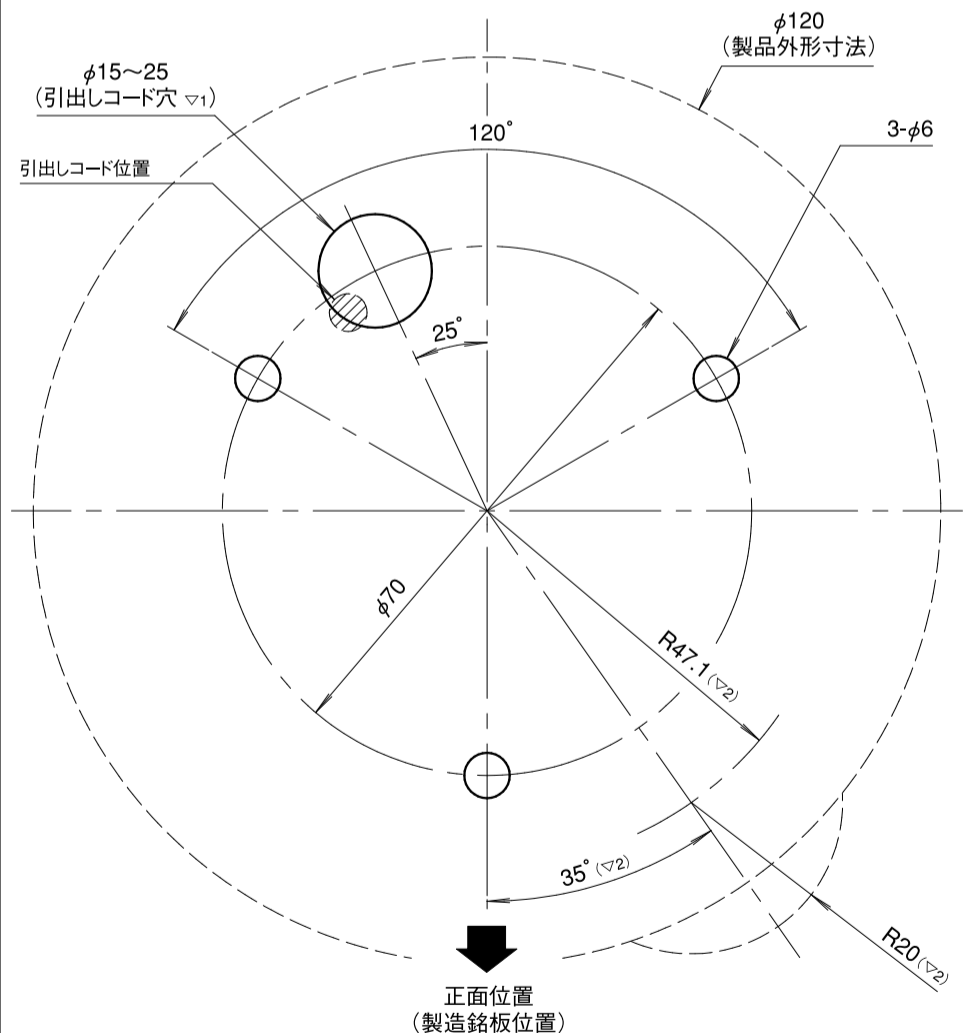 φ120
(製品外形寸法)
φ15～25
(引出しコード穴 ▽1)
120°
3-φ6
引出しコード位置
25°
φ70
R47.1 (▽2)
35° (▽2)
R20 (▽2)
正面位置
(製造銘板位置)